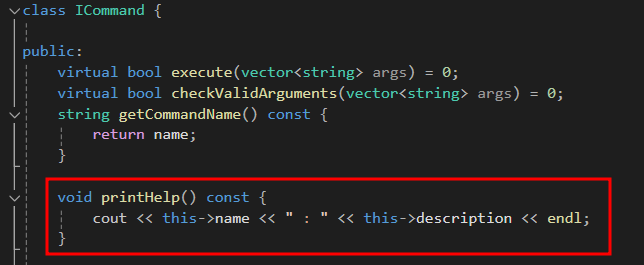 class ICommand {
public:
virtual bool execute(vector<string> args) = 0;
virtual bool checkValidArguments(vector<string> args) = 0;
string getCommandName() const {
return name;
}
void printHelp() const {
cout << this->name << " : " << this->description << endl;
}